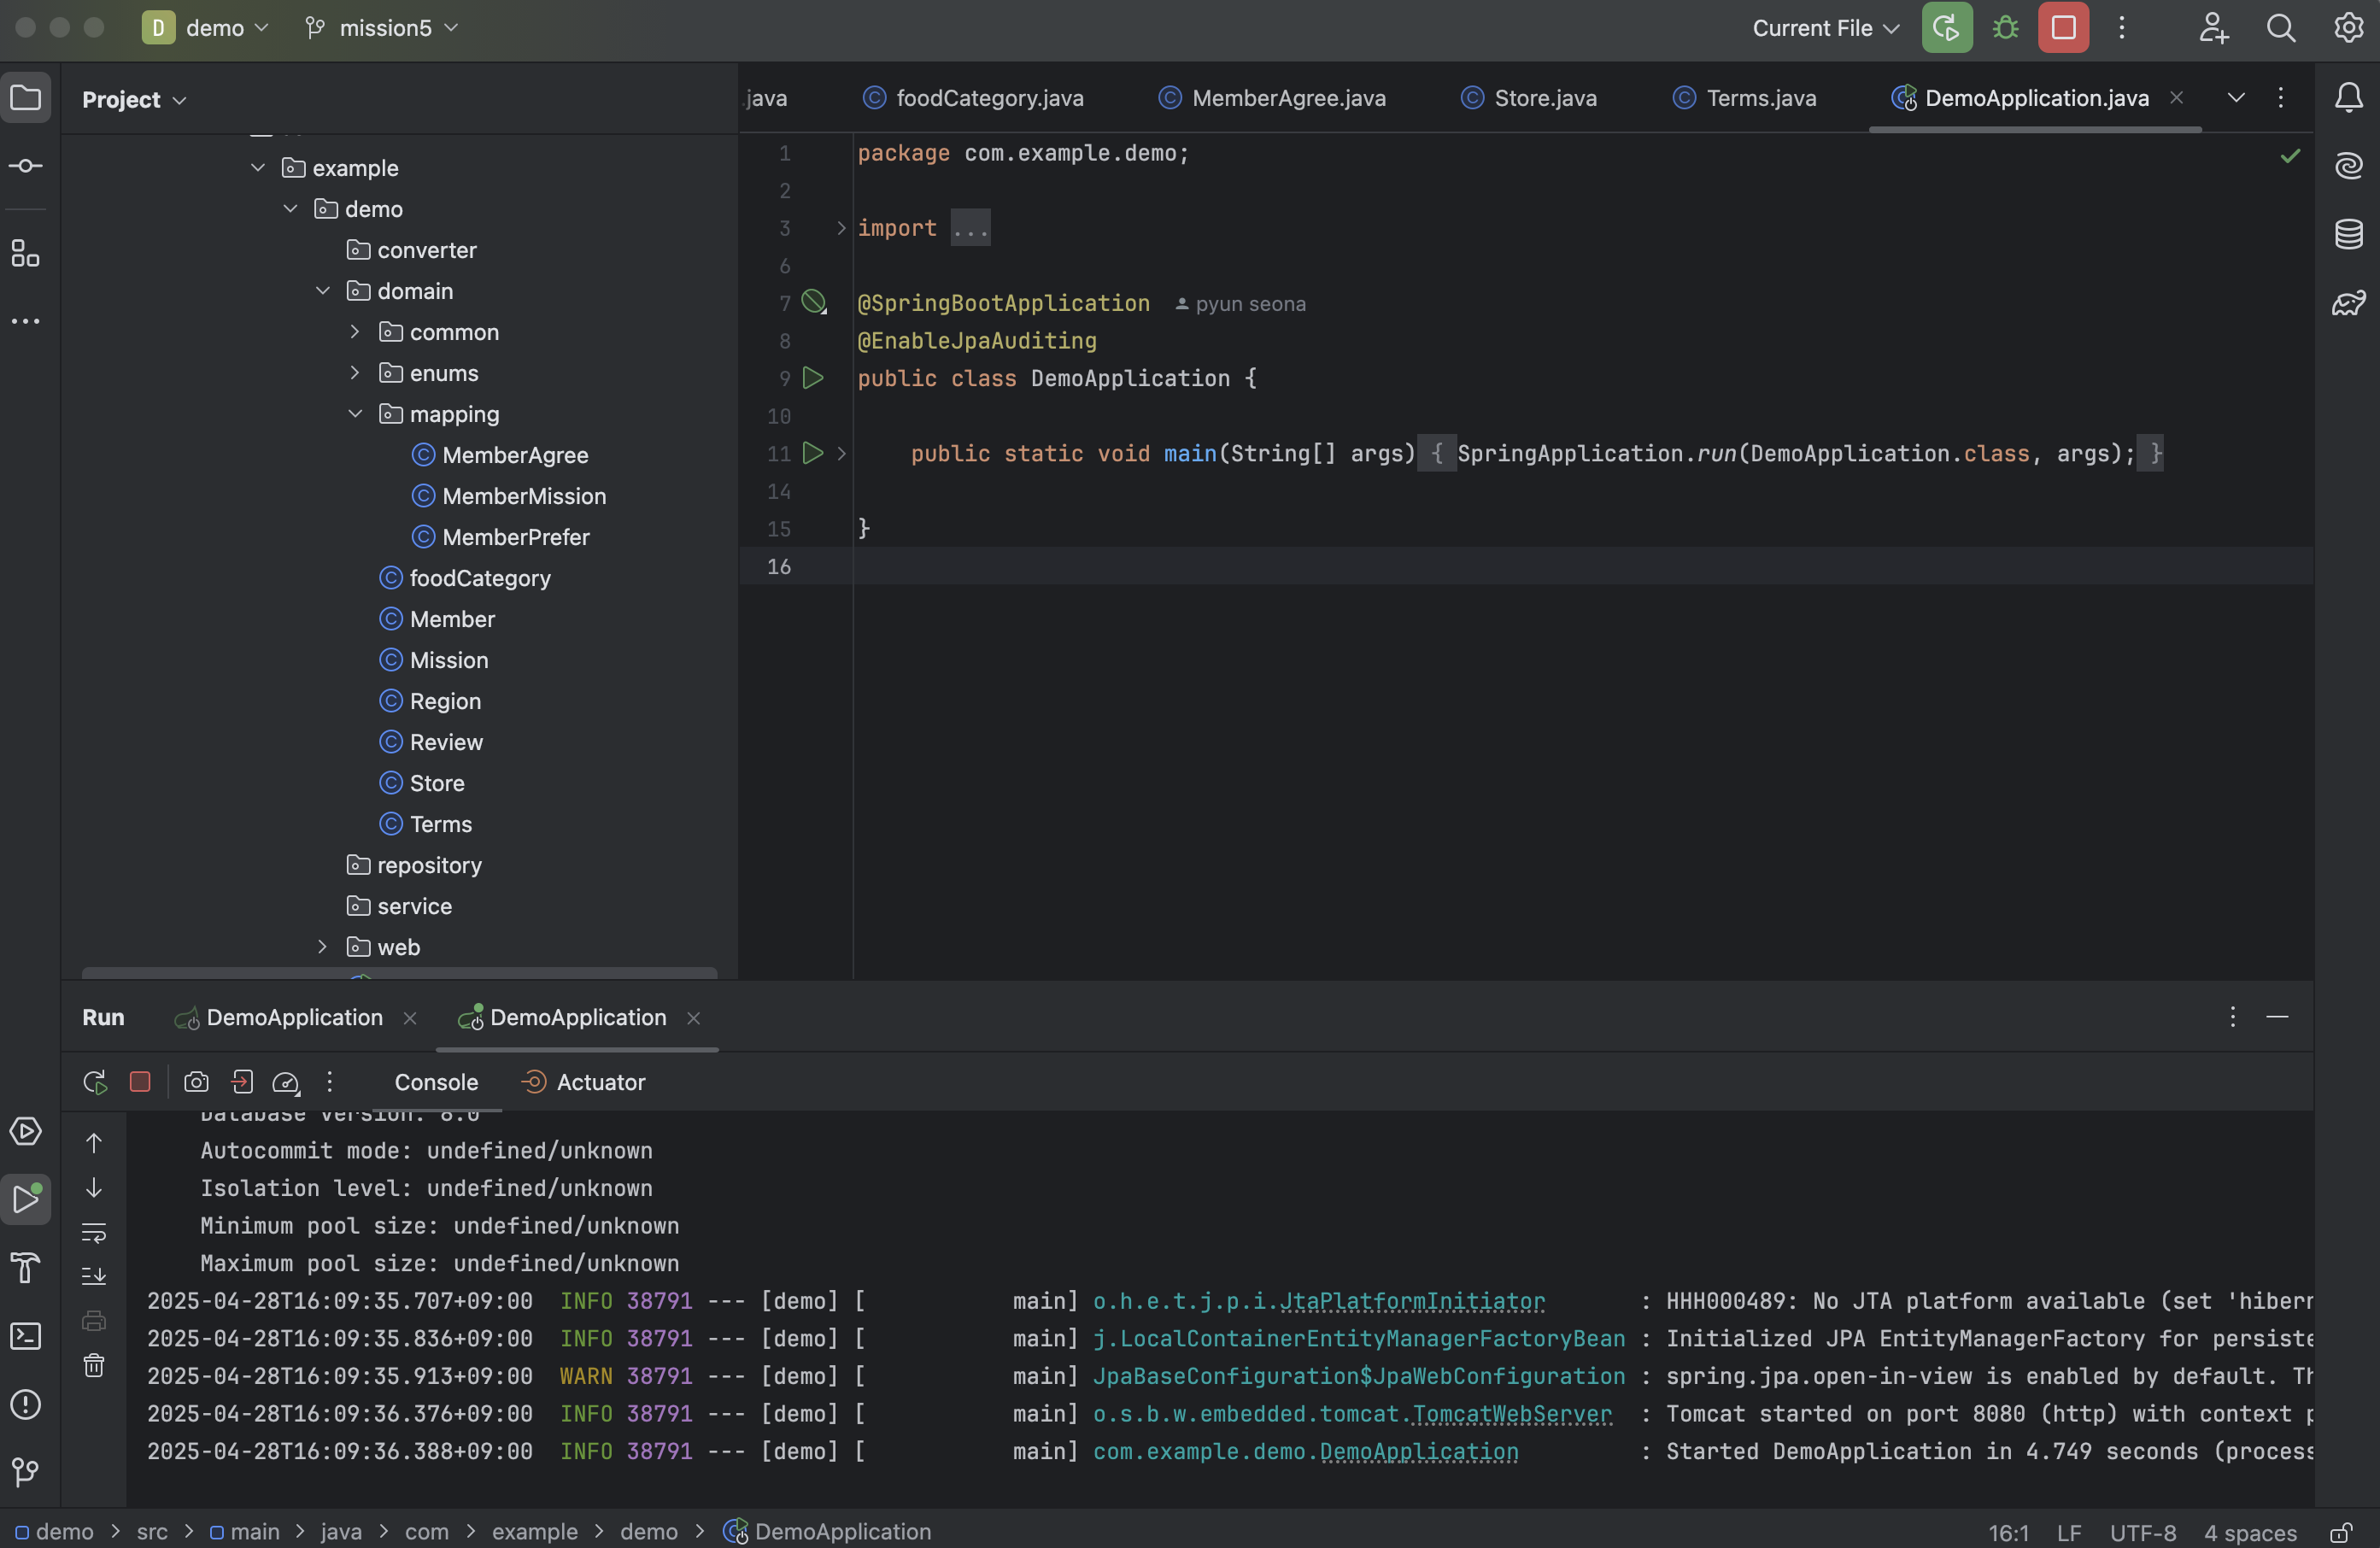 D demo mission5 Current File
Project
.java foodCategory.java MemberAgree.java Store.java Terms.java DemoApplication.java
example
demo
converter
domain
common
enums
mapping
MemberAgree
MemberMission
MemberPrefer
foodCategory
Member
Mission
Region
Review
Store
Terms
repository
service
web
1 package com.example.demo;
2
3 import ...
6
7 @SpringBootApplication pyun seona
8 @EnableJpaAuditing
9 public class DemoApplication {
10
11 public static void main(String[] args) { SpringApplication.run(DemoApplication.class, args); }
14
15 }
16
Run DemoApplication DemoApplication
Console Actuator
Database version: 8.0
Autocommit mode: undefined/unknown
Isolation level: undefined/unknown
Minimum pool size: undefined/unknown
Maximum pool size: undefined/unknown
2025-04-28T16:09:35.707+09:00  INFO 38791 --- [demo] [           main] o.h.e.t.j.p.i.JtaPlatformInitiator       : HHH000489: No JTA platform available (set 'hibern
2025-04-28T16:09:35.836+09:00  INFO 38791 --- [demo] [           main] j.LocalContainerEntityManagerFactoryBean : Initialized JPA EntityManagerFactory for persiste
2025-04-28T16:09:35.913+09:00  WARN 38791 --- [demo] [           main] JpaBaseConfiguration$JpaWebConfiguration : spring.jpa.open-in-view is enabled by default. Th
2025-04-28T16:09:36.376+09:00  INFO 38791 --- [demo] [           main] o.s.b.w.embedded.tomcat.TomcatWebServer  : Tomcat started on port 8080 (http) with context p
2025-04-28T16:09:36.388+09:00  INFO 38791 --- [demo] [           main] com.example.demo.DemoApplication         : Started DemoApplication in 4.749 seconds (process
demo > src > main > java > com > example > demo > DemoApplication 16:1 LF UTF-8 4 spaces